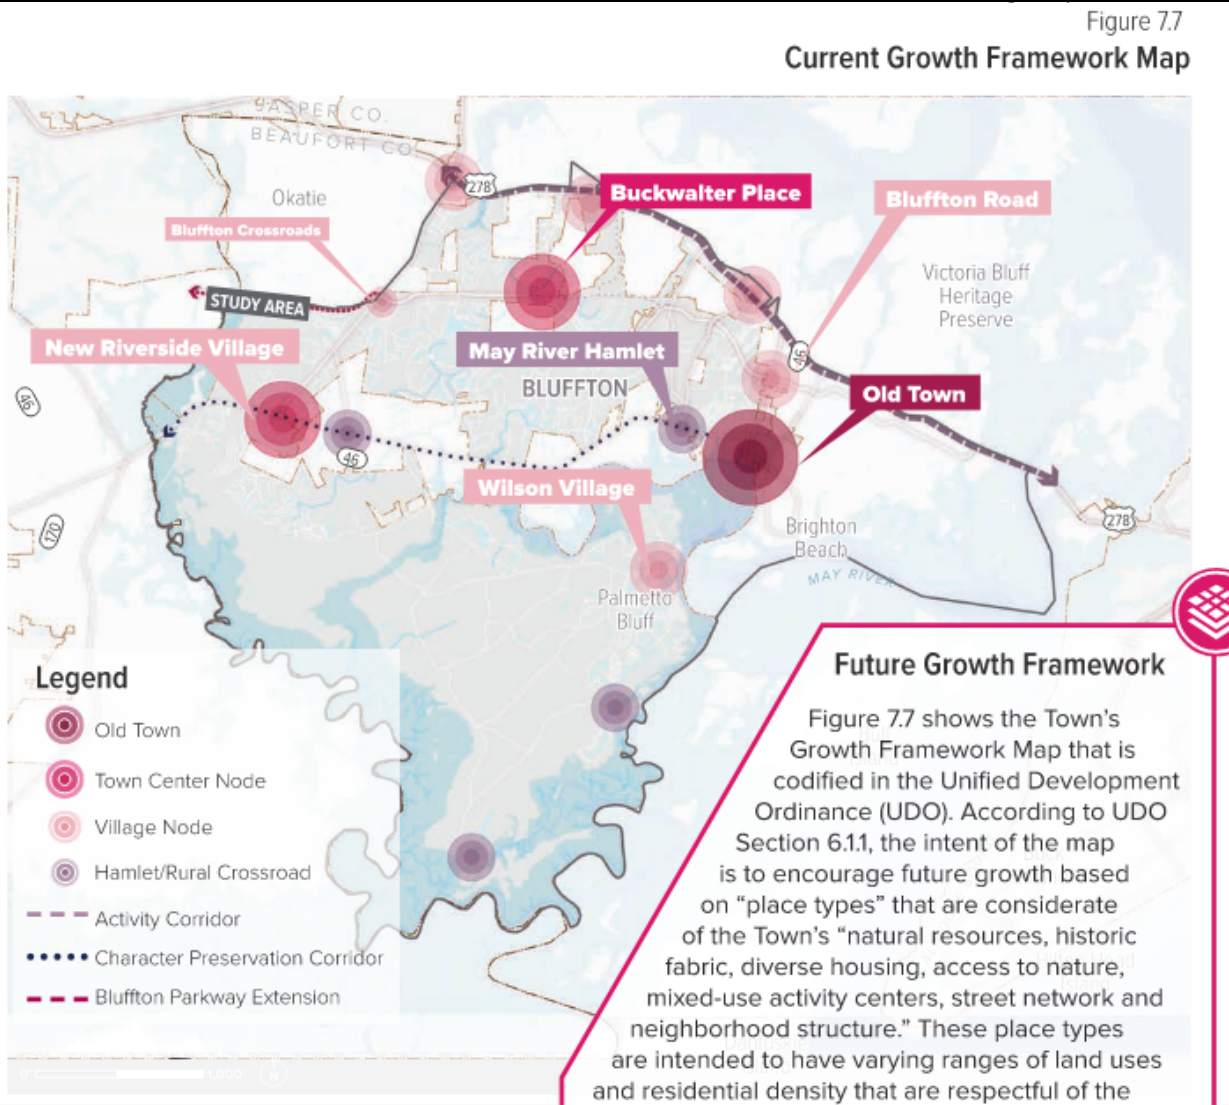 Figure 7.7
Current Growth Framework Map
JASPER CO.
BEAUFORT CO
Okatie
278
Buckwalter Place
Bluffton Road
Bluffton Crossroads
Victoria Bluff
Heritage
Preserve
STUDY AREA
New Riverside Village
May River Hamlet
46
BLUFFTON
Old Town
46
46
Wilson Village
170
278
Brighton
Beach
MAY RIVER
Palmetto
Bluff
Legend
Old Town
Town Center Node
Village Node
Hamlet/Rural Crossroad
Activity Corridor
Character Preservation Corridor
Bluffton Parkway Extension
0
1,000'
N
Future Growth Framework
Figure 7.7 shows the Town's
Growth Framework Map that is
codified in the Unified Development
Ordinance (UDO). According to UDO
Section 6.1.1, the intent of the map
is to encourage future growth based
on “place types” that are considerate
of the Town's “natural resources, historic
fabric, diverse housing, access to nature,
mixed-use activity centers, street network and
neighborhood structure.” These place types
are intended to have varying ranges of land uses
and residential density that are respectful of the